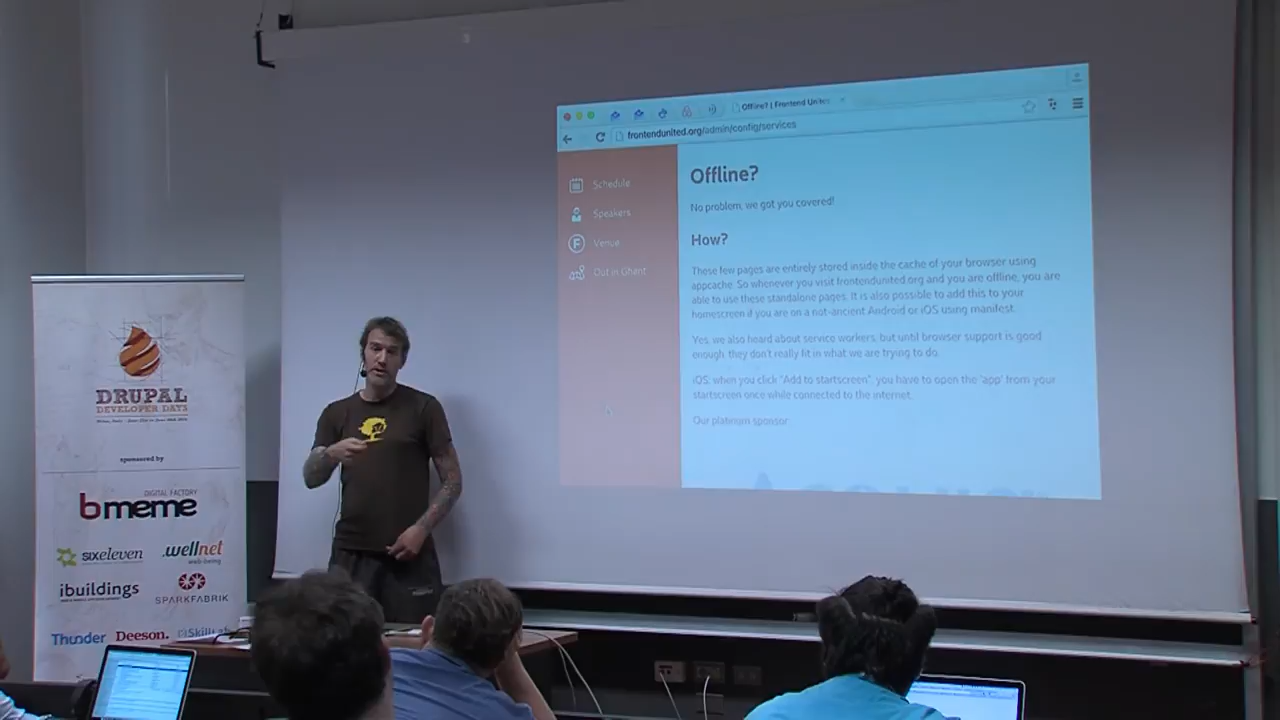 Offline? | Frontend United
frontendunited.org/admin/config/services
Schedule
Speakers
Venue
Out in Ghent
Offline?
No problem, we got you covered!
How?
These few pages are entirely stored inside the cache of your browser using
appcache. So whenever you visit frontendunited.org and you are offline, you are
able to use these standalone pages. It is also possible to add this to your
homescreen if you are on a not-ancient Android or iOS using manifest.
Yes, we also heard about service workers, but until browser support is good
enough, they don't really fit in what we are trying to do.
iOS: when you click "Add to startscreen", you have to open the 'app' from your
startscreen once while connected to the internet.
Our platinum sponsor:
DRUPAL
DEVELOPER DAYS
sponsored by
DIGITAL FACTORY
bmeme
sixeleven
.wellnet
web-being
ibuildings
SPARKFABRIK
Thunder
Deeson.